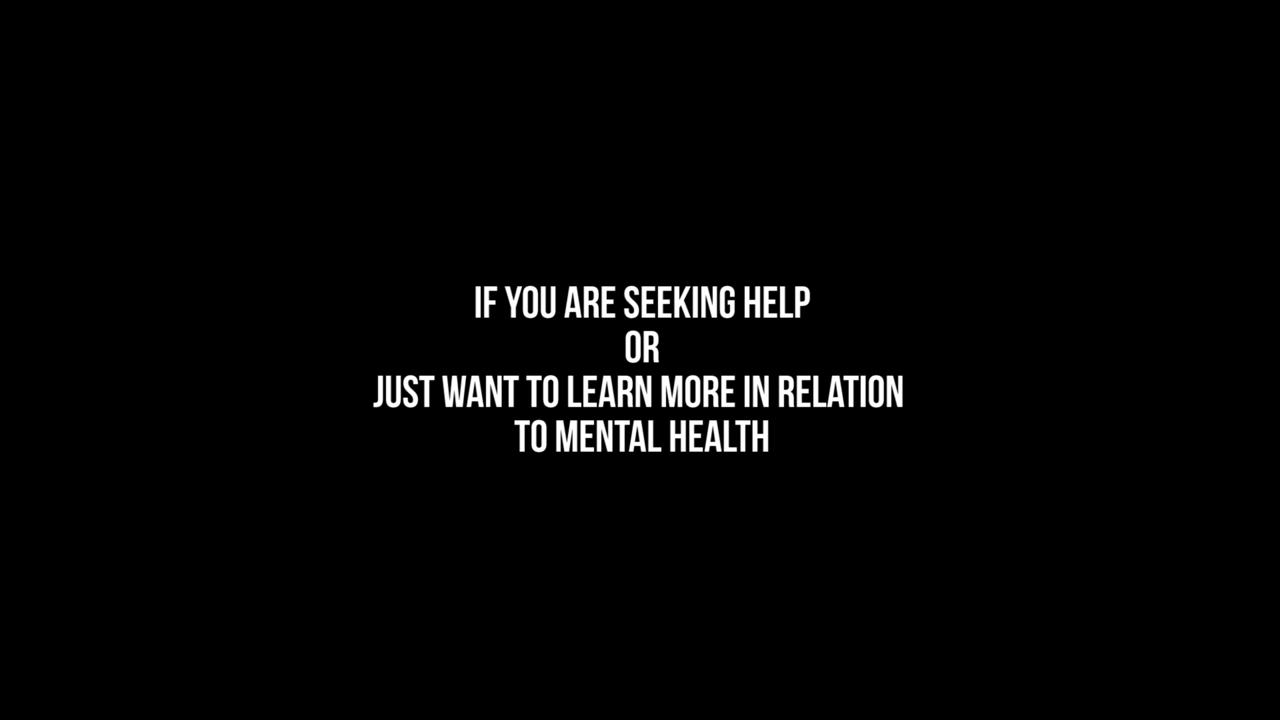 IF YOU ARE SEEKING HELP
OR
JUST WANT TO LEARN MORE IN RELATION
TO MENTAL HEALTH